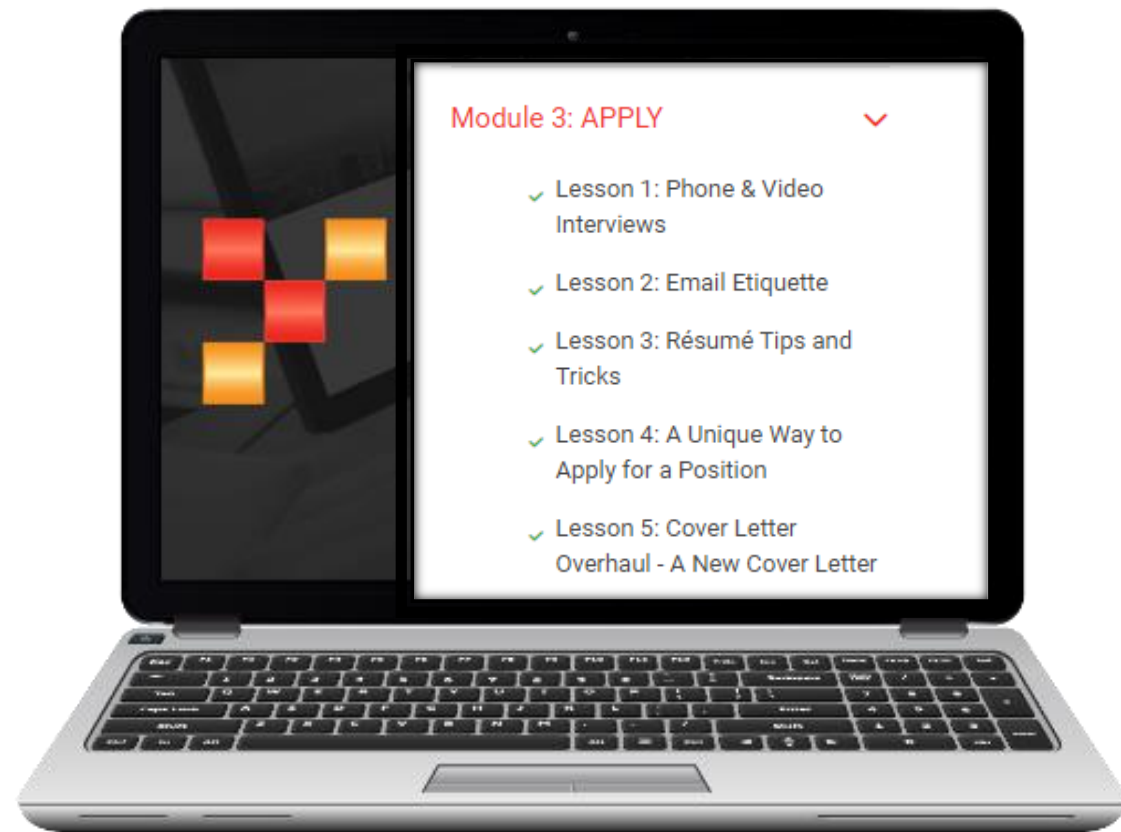 Module 3: APPLY
Lesson 1: Phone & Video
Interviews
Lesson 2: Email Etiquette
Lesson 3: Résumé Tips and
Tricks
Lesson 4: A Unique Way to
Apply for a Position
Lesson 5: Cover Letter
Overhaul - A New Cover Letter